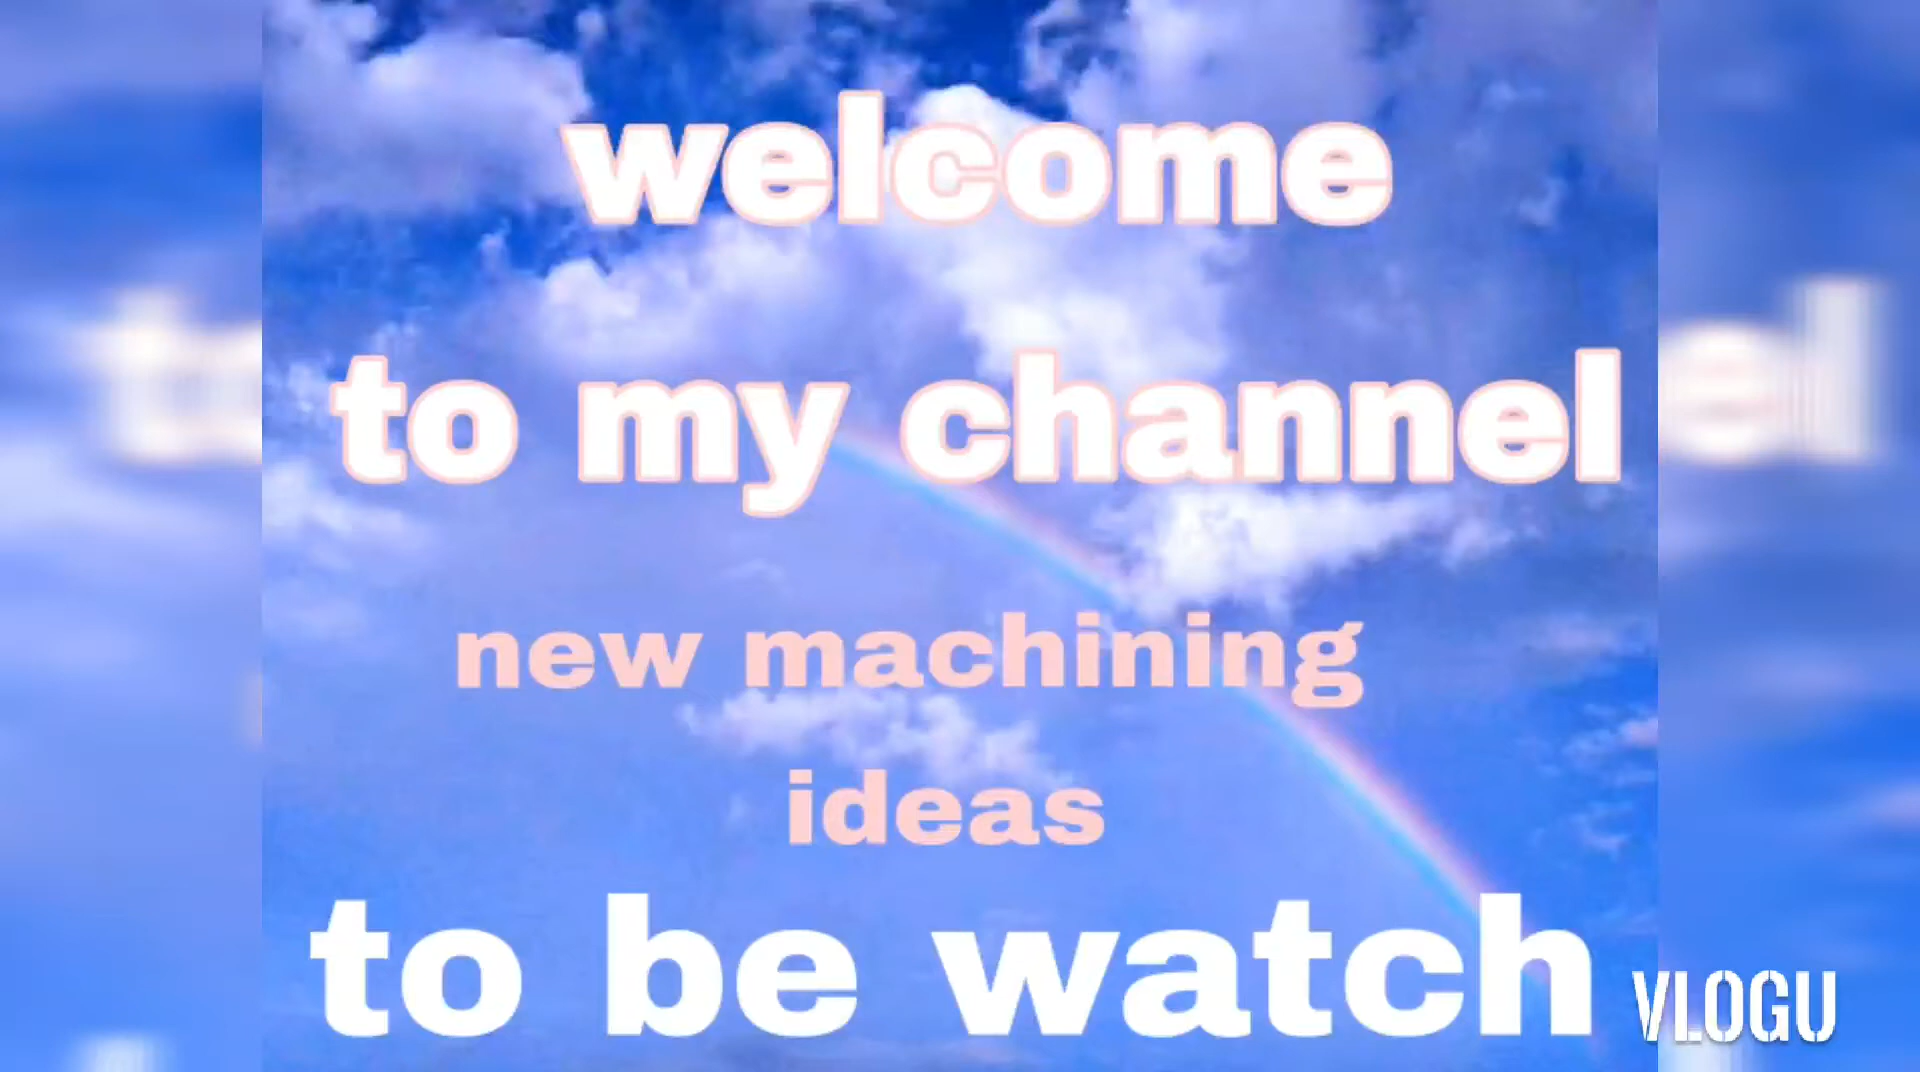 welcome
to my channel
new machining
ideas
to be watch
VLOGU